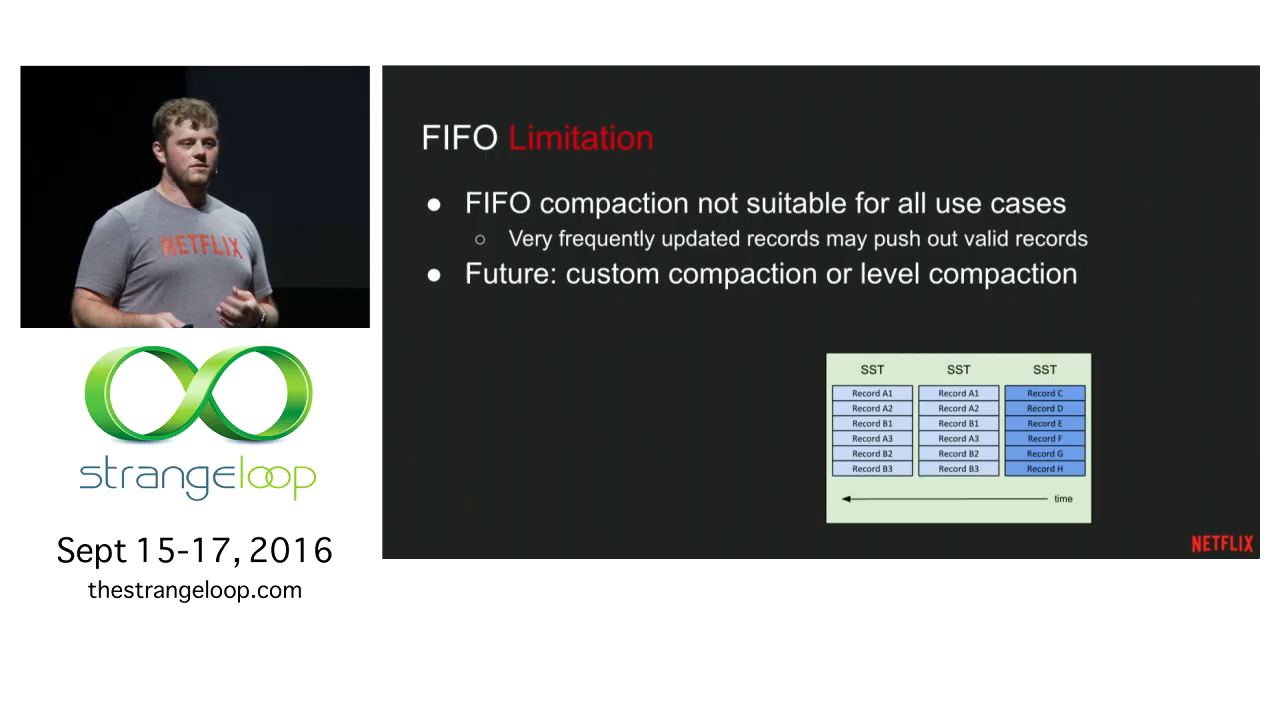 NETFLIX
strangeloop
Sept 15-17, 2016
thestrangeloop.com
FIFO Limitation
● FIFO compaction not suitable for all use cases
○ Very frequently updated records may push out valid records
● Future: custom compaction or level compaction
SST SST SST
Record A1 Record A1 Record C
Record A2 Record A2 Record D
Record B1 Record B1 Record E
Record A3 Record A3 Record F
Record B2 Record B2 Record G
Record B3 Record B3 Record H
time
NETFLIX